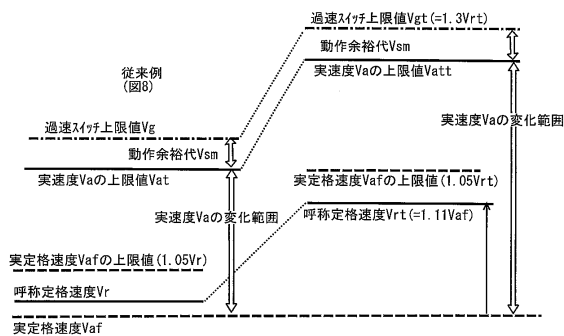 過速スイッチ上限値Vgt(=1.3Vrt)
動作余裕代Vsm
実速度Vaの上限値Vatt
従来例
(図8)
過速スイッチ上限値Vg
動作余裕代Vsm
実速度Vaの上限値Vat
実速度Vaの変化範囲
実定格速度Vafの上限値(1.05Vrt)
呼称定格速度Vrt(=1.11Vaf)
実速度Vaの変化範囲
実定格速度Vafの上限値(1.05Vr)
呼称定格速度Vr
実定格速度Vaf